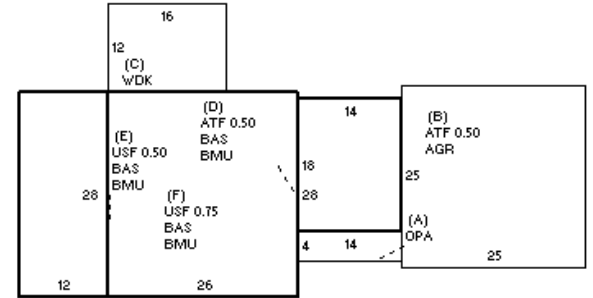 16
12
(C)
WDK
(D)
ATF 0.50
BAS
BMU
14
(B)
ATF 0.50
AGR
(E)
USF 0.50
BAS
BMU
18
25
28
28
(F)
USF 0.75
BAS
BMU
(A)
OPA
4
14
25
12
26